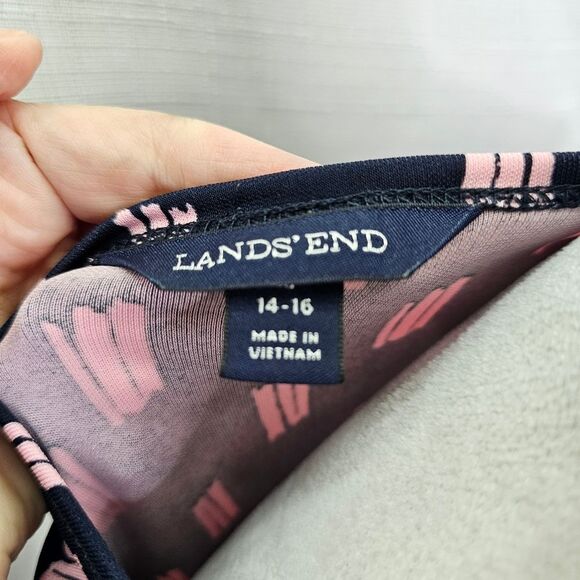 LANDS' END
14-16
MADE IN
VIETNAM